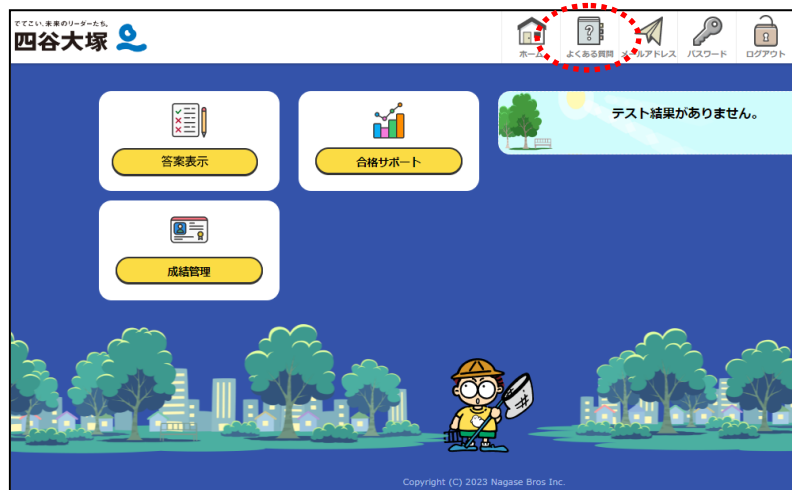 でてこい、未来のリーダーたち。
四谷大塚
ホーム
よくある質問
メールアドレス
パスワード
ログアウト
答案表示
合格サポート
テスト結果がありません。
成績管理
Copyright (C) 2023 Nagase Bros Inc.